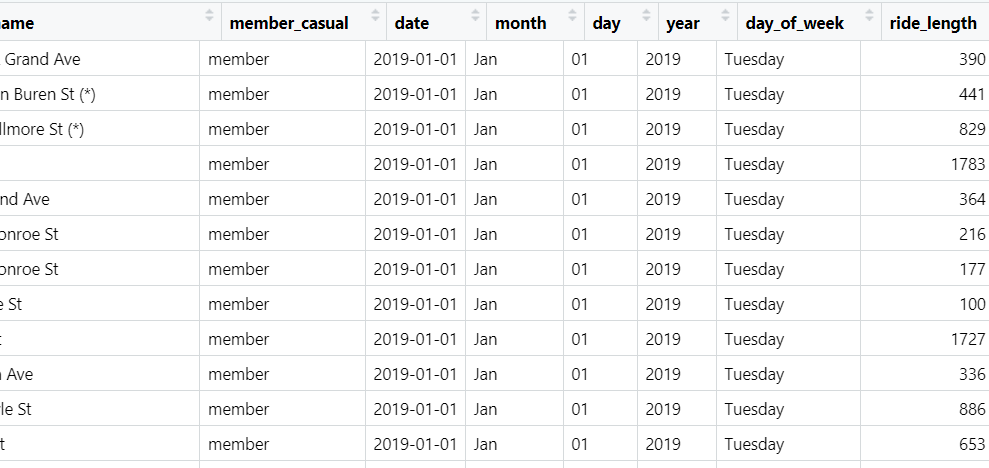 name member_casual date month day year day_of_week ride_length
Grand Ave member 2019-01-01 Jan 01 2019 Tuesday 390
n Buren St (*) member 2019-01-01 Jan 01 2019 Tuesday 441
llmore St (*) member 2019-01-01 Jan 01 2019 Tuesday 829
member 2019-01-01 Jan 01 2019 Tuesday 1783
nd Ave member 2019-01-01 Jan 01 2019 Tuesday 364
onroe St member 2019-01-01 Jan 01 2019 Tuesday 216
onroe St member 2019-01-01 Jan 01 2019 Tuesday 177
e St member 2019-01-01 Jan 01 2019 Tuesday 100
t member 2019-01-01 Jan 01 2019 Tuesday 1727
Ave member 2019-01-01 Jan 01 2019 Tuesday 336
yle St member 2019-01-01 Jan 01 2019 Tuesday 886
t member 2019-01-01 Jan 01 2019 Tuesday 653